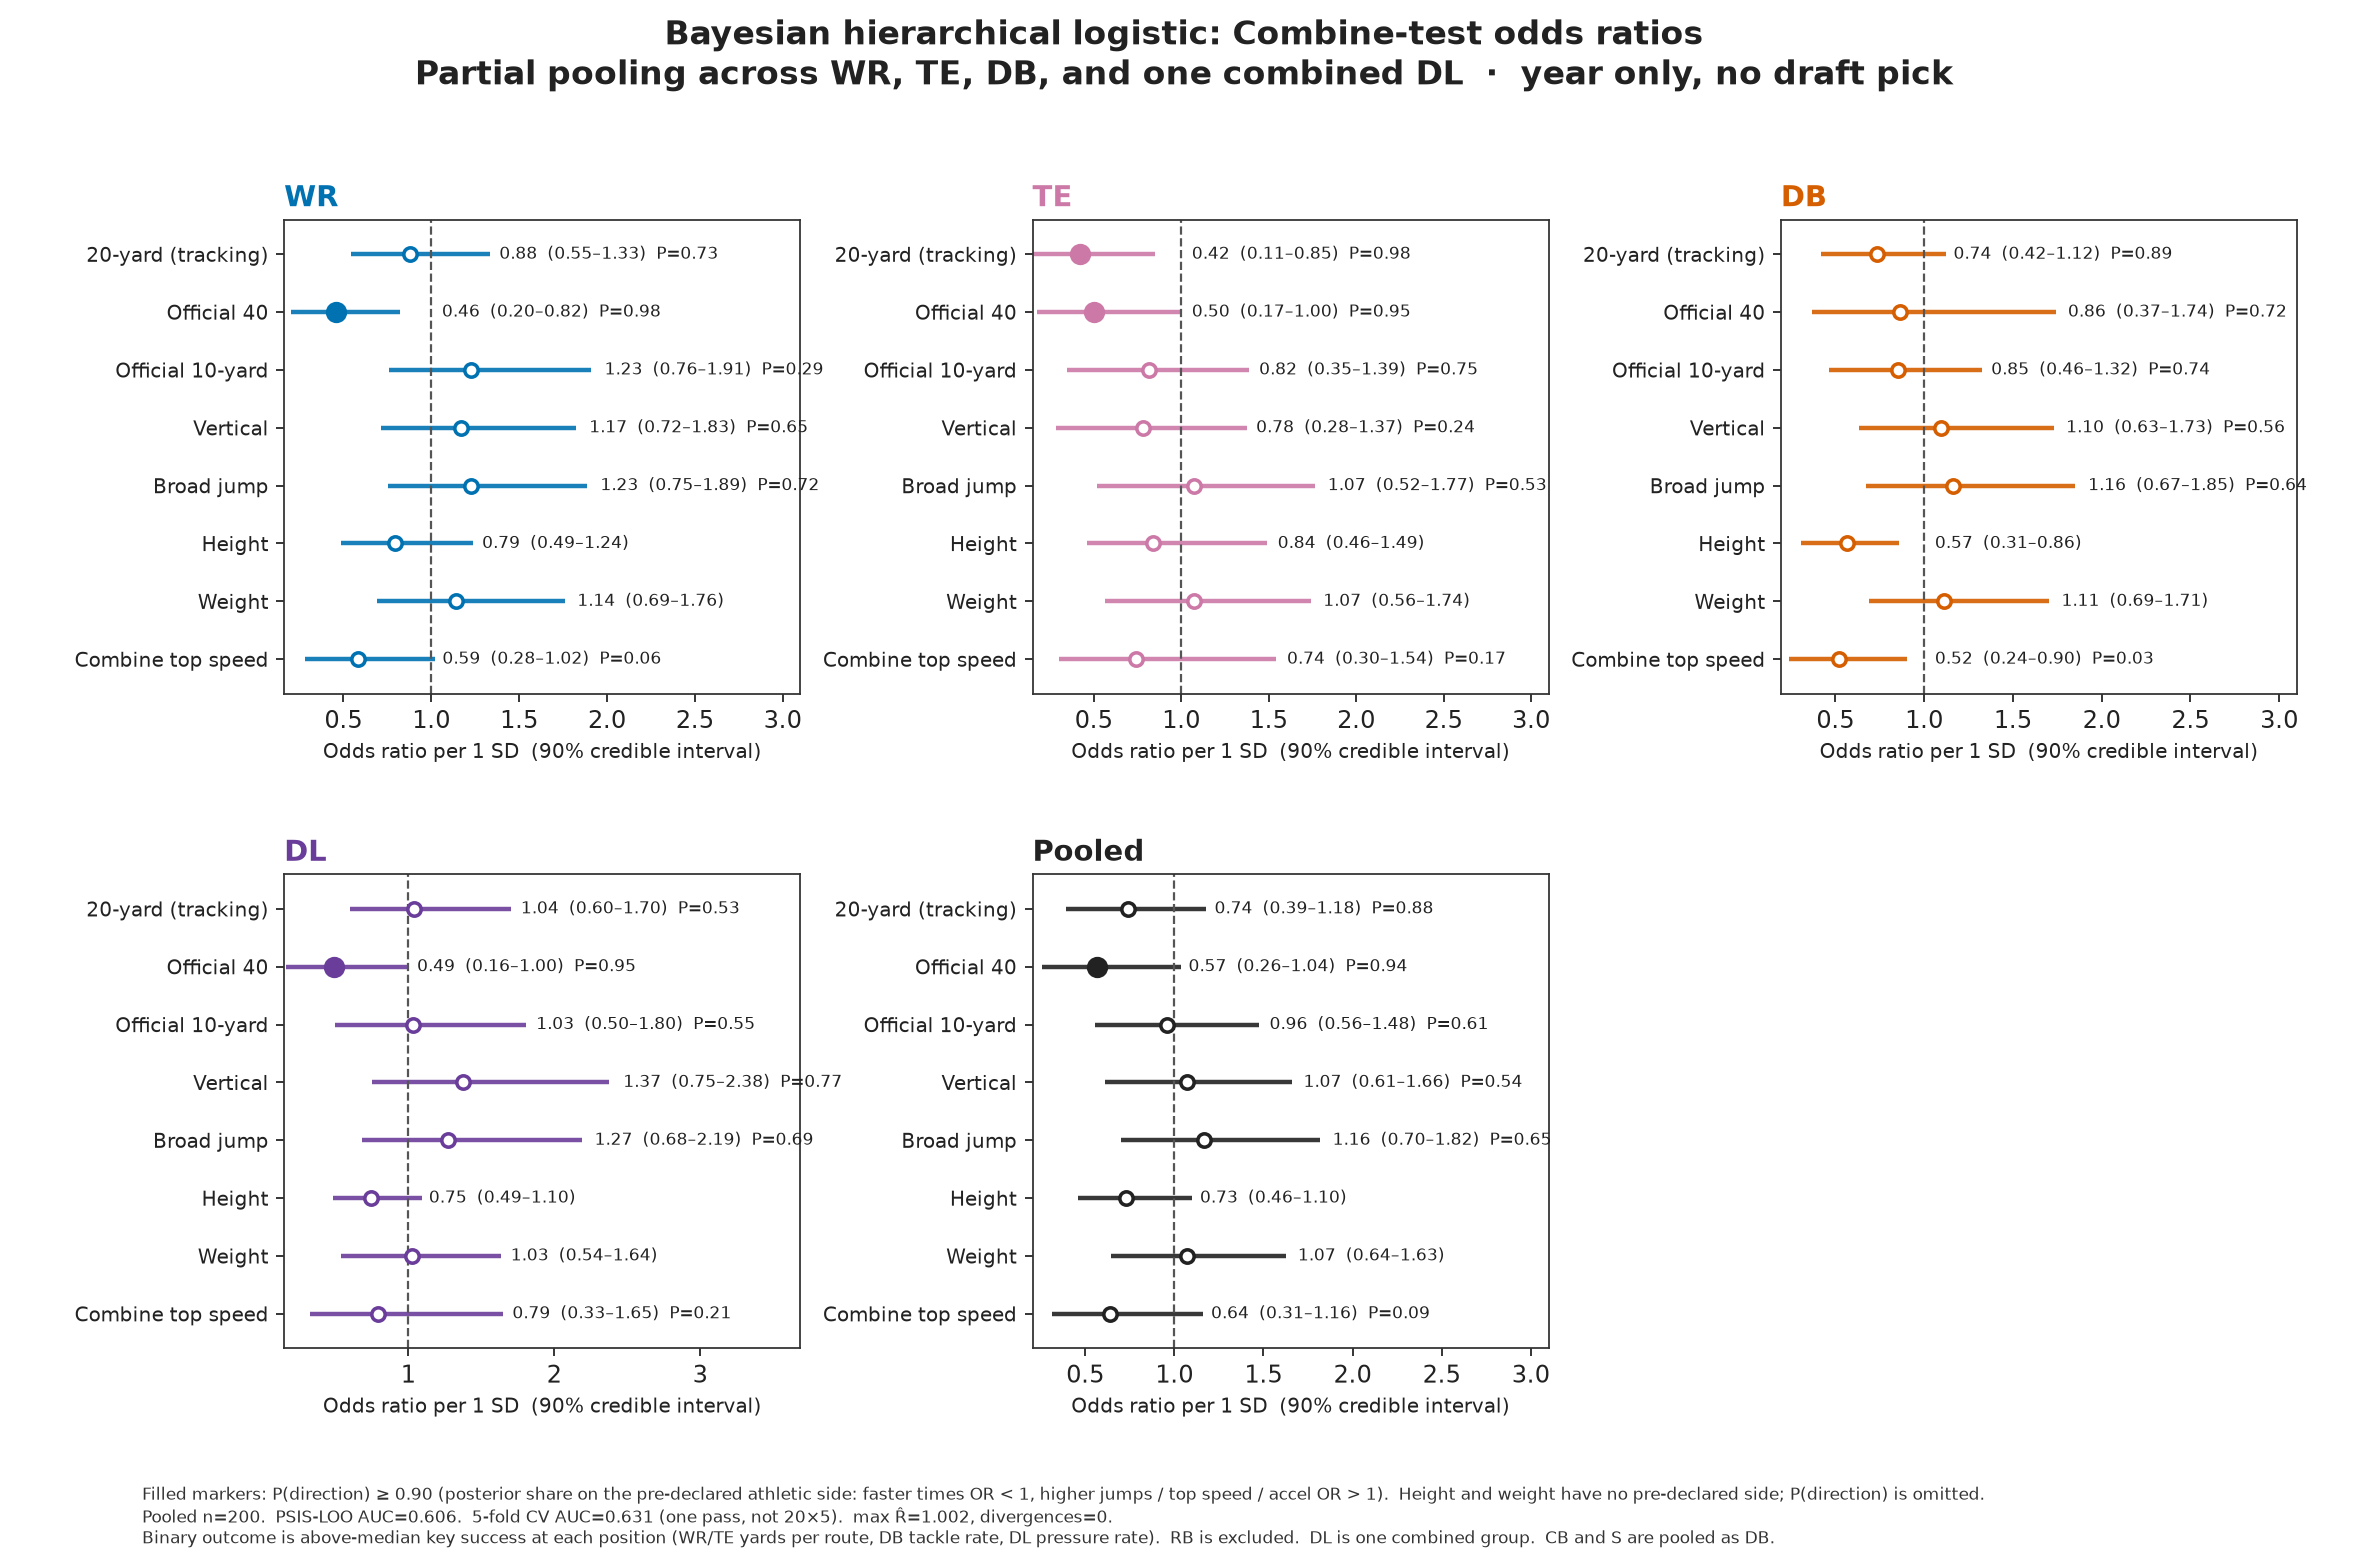 Bayesian hierarchical logistic: Combine-test odds ratios
Partial pooling across WR, TE, DB, and one combined DL · year only, no draft pick
WR
20-yard (tracking) 0.88 (0.55–1.33) P=0.73
Official 40 0.46 (0.20–0.82) P=0.98
Official 10-yard 1.23 (0.76–1.91) P=0.29
Vertical 1.17 (0.72–1.83) P=0.65
Broad jump 1.23 (0.75–1.89) P=0.72
Height 0.79 (0.49–1.24)
Weight 1.14 (0.69–1.76)
Combine top speed 0.59 (0.28–1.02) P=0.06
0.5 1.0 1.5 2.0 2.5 3.0
Odds ratio per 1 SD (90% credible interval)
TE
20-yard (tracking) 0.42 (0.11–0.85) P=0.98
Official 40 0.50 (0.17–1.00) P=0.95
Official 10-yard 0.82 (0.35–1.39) P=0.75
Vertical 0.78 (0.28–1.37) P=0.24
Broad jump 1.07 (0.52–1.77) P=0.53
Height 0.84 (0.46–1.49)
Weight 1.07 (0.56–1.74)
Combine top speed 0.74 (0.30–1.54) P=0.17
0.5 1.0 1.5 2.0 2.5 3.0
Odds ratio per 1 SD (90% credible interval)
DB
20-yard (tracking) 0.74 (0.42–1.12) P=0.89
Official 40 0.86 (0.37–1.74) P=0.72
Official 10-yard 0.85 (0.46–1.32) P=0.74
Vertical 1.10 (0.63–1.73) P=0.56
Broad jump 1.16 (0.67–1.85) P=0.64
Height 0.57 (0.31–0.86)
Weight 1.11 (0.69–1.71)
Combine top speed 0.52 (0.24–0.90) P=0.03
0.5 1.0 1.5 2.0 2.5 3.0
Odds ratio per 1 SD (90% credible interval)
DL
20-yard (tracking) 1.04 (0.60–1.70) P=0.53
Official 40 0.49 (0.16–1.00) P=0.95
Official 10-yard 1.03 (0.50–1.80) P=0.55
Vertical 1.37 (0.75–2.38) P=0.77
Broad jump 1.27 (0.68–2.19) P=0.69
Height 0.75 (0.49–1.10)
Weight 1.03 (0.54–1.64)
Combine top speed 0.79 (0.33–1.65) P=0.21
1 2 3
Odds ratio per 1 SD (90% credible interval)
Pooled
20-yard (tracking) 0.74 (0.39–1.18) P=0.88
Official 40 0.57 (0.26–1.04) P=0.94
Official 10-yard 0.96 (0.56–1.48) P=0.61
Vertical 1.07 (0.61–1.66) P=0.54
Broad jump 1.16 (0.70–1.82) P=0.65
Height 0.73 (0.46–1.10)
Weight 1.07 (0.64–1.63)
Combine top speed 0.64 (0.31–1.16) P=0.09
0.5 1.0 1.5 2.0 2.5 3.0
Odds ratio per 1 SD (90% credible interval)
Filled markers: P(direction) ≥ 0.90 (posterior share on the pre-declared athletic side: faster times OR < 1, higher jumps / top speed / accel OR > 1). Height and weight have no pre-declared side; P(direction) is omitted.
Pooled n=200. PSIS-LOO AUC=0.606. 5-fold CV AUC=0.631 (one pass, not 20×5). max R̂=1.002, divergences=0.
Binary outcome is above-median key success at each position (WR/TE yards per route, DB tackle rate, DL pressure rate). RB is excluded. DL is one combined group. CB and S are pooled as DB.